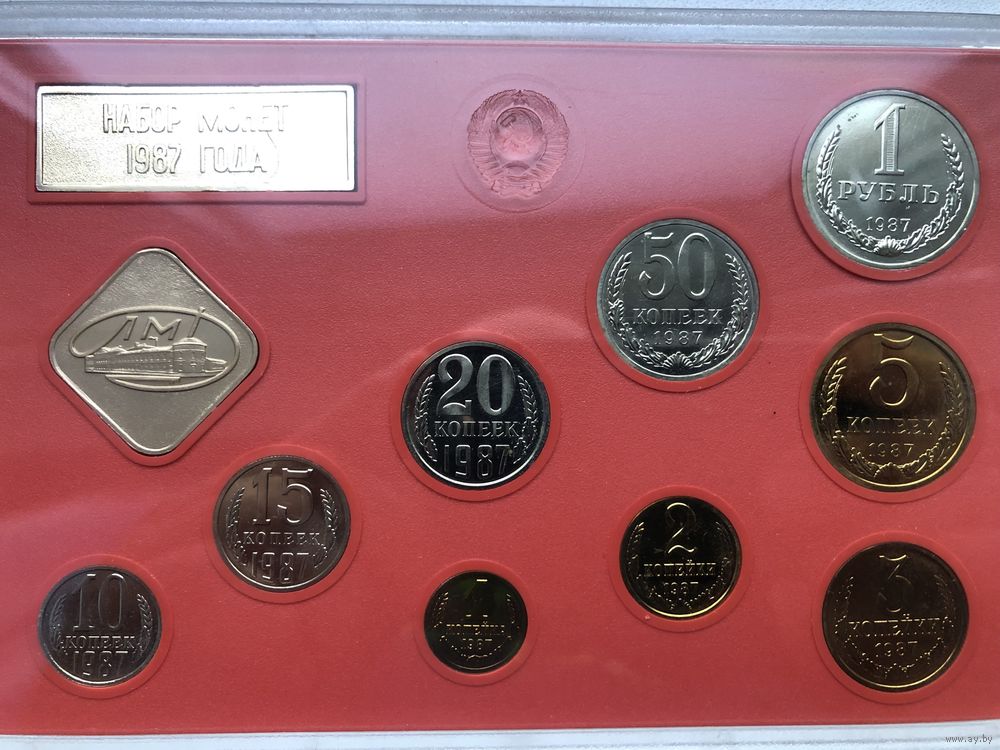 НАБОР МОНЕТ
1987 ГОДА
1
РУБЛЬ
1987
50
КОПЕЕК
1987
ЛМД
20
КОПЕЕК
1987
5
КОПЕЕК
1987
15
КОПЕЕК
1987
2
КОПЕЙКИ
1987
10
КОПЕЕК
1987
1
КОПЕЙКА
1987
3
КОПЕЙКИ
1987
www.ay.by